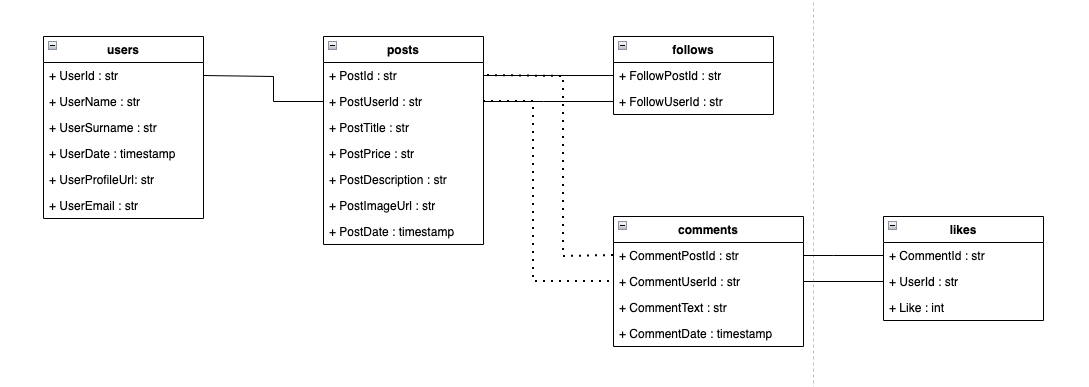 users
+ UserId : str
+ UserName : str
+ UserSurname : str
+ UserDate : timestamp
+ UserProfileUrl: str
+ UserEmail : str
posts
+ PostId : str
+ PostUserId : str
+ PostTitle : str
+ PostPrice : str
+ PostDescription : str
+ PostImageUrl : str
+ PostDate : timestamp
follows
+ FollowPostId : str
+ FollowUserId : str
comments
+ CommentPostId : str
+ CommentUserId : str
+ CommentText : str
+ CommentDate : timestamp
likes
+ CommentId : str
+ UserId : str
+ Like : int